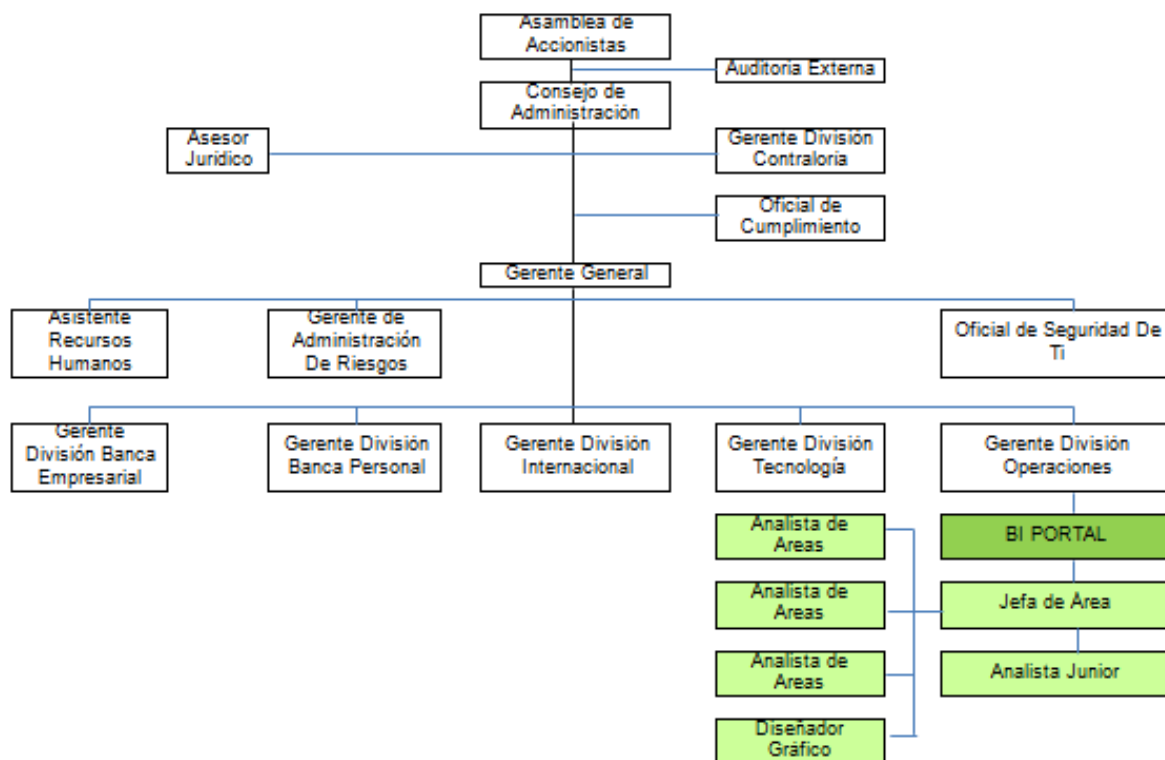 Asamblea de
Accionistas
Auditoria Externa
Consejo de
Administración
Asesor
Jurídico
Gerente División
Contraloria
Oficial de
Cumplimiento
Gerente General
Asistente
Recursos
Humanos
Gerente de
Administración
De Riesgos
Oficial de Seguridad De
Ti
Gerente
División Banca
Empresarial
Gerente División
Banca Personal
Gerente División
Internacional
Gerente División
Tecnología
Gerente División
Operaciones
Analista de
Areas
BI PORTAL
Analista de
Areas
Jefa de Área
Analista de
Areas
Analista Junior
Diseñador
Gráfico